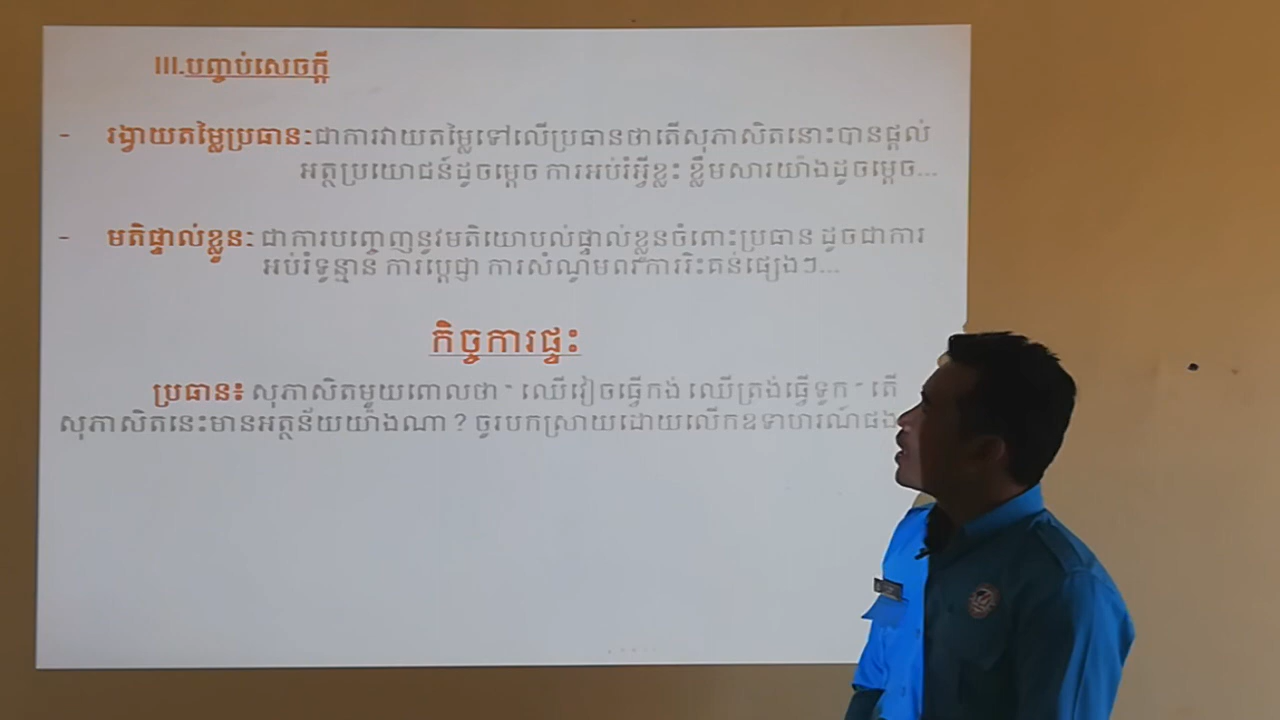 III.បញ្ចប់សេចក្ដី
- រង្វាយតម្លៃប្រធានៈជាការវាយតម្លៃទៅលើប្រធានថាតើសុភាសិតនោះបានផ្ដល់
អត្ថប្រយោជន៍ដូចម្ដេច ការអប់រំអ្វីខ្លះ ខ្លឹមសារយ៉ាងដូចម្ដេច...
- មតិផ្ទាល់ខ្លួនៈ ជាការបញ្ចេញនូវមតិយោបល់ផ្ទាល់ខ្លួនចំពោះប្រធាន ដូចជាការ
អប់រំទូន្មាន ការប្ដេជ្ញា ការសំណូមពរ ការរិះគន់ផ្សេងៗ...
កិច្ចការផ្ទះ
ប្រធាន៖ សុភាសិតមួយពោលថា " ឈើវៀចធ្វើកង់ ឈើត្រង់ធ្វើទូក " តើ
សុភាសិតនេះមានអត្ថន័យយ៉ាងណា ? ចូរបកស្រាយដោយលើកឧទាហរណ៍ផង